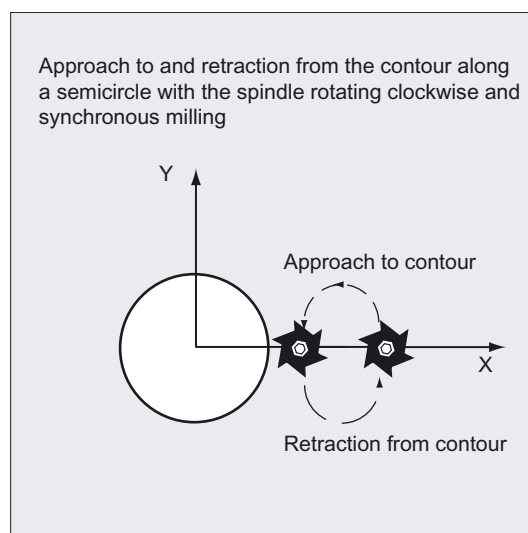 Approach to and retraction from the contour along
a semicircle with the spindle rotating clockwise and
synchronous milling
Y
Approach to contour
X
Retraction from contour